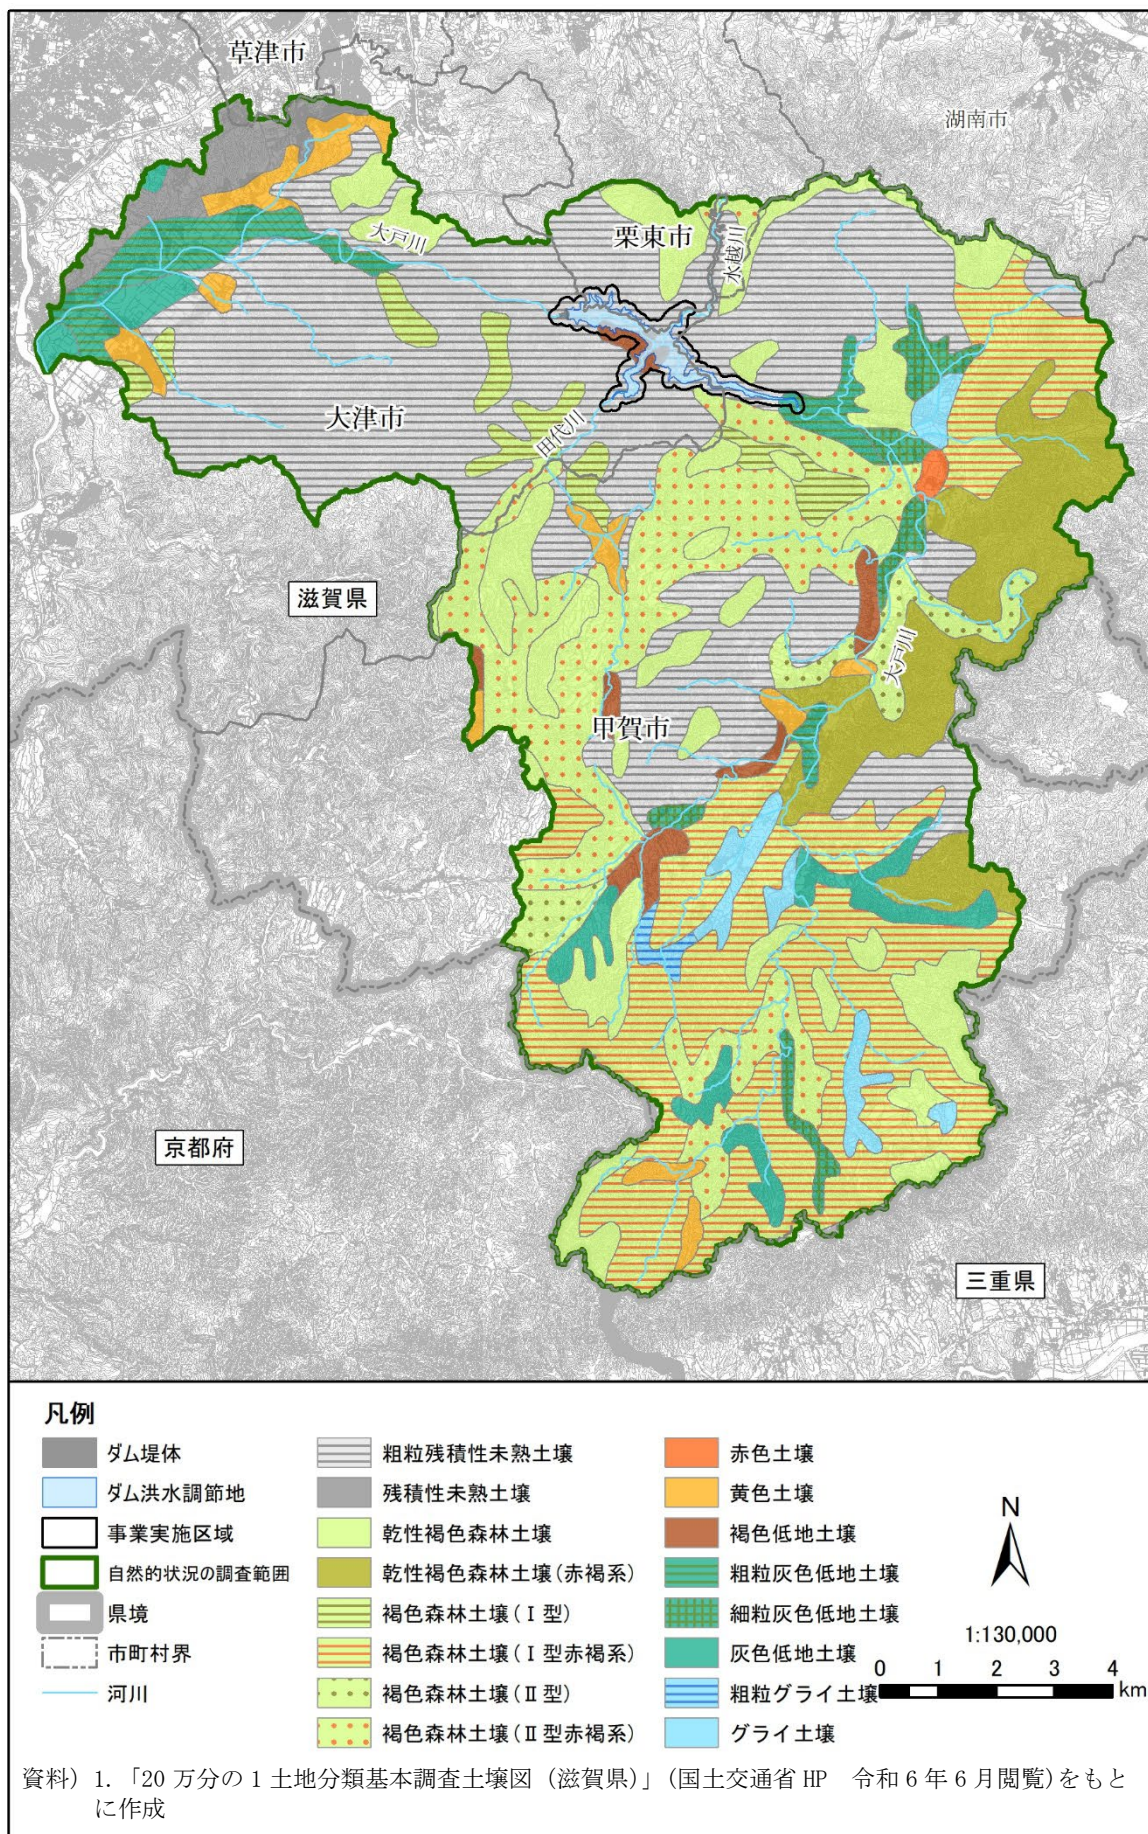 草津市
湖南市
栗東市
水越川
大戸川
大津市
田代川
滋賀県
大戸川
甲賀市
京都府
三重県
凡例
ダム堤体
ダム洪水調節地
事業実施区域
自然的状況の調査範囲
県境
市町村界
河川
粗粒残積性未熟土壌
残積性未熟土壌
乾性褐色森林土壌
乾性褐色森林土壌(赤褐系)
褐色森林土壌(Ⅰ型)
褐色森林土壌(Ⅰ型赤褐系)
褐色森林土壌(Ⅱ型)
褐色森林土壌(Ⅱ型赤褐系)
赤色土壌
黄色土壌
褐色低地土壌
粗粒灰色低地土壌
細粒灰色低地土壌
灰色低地土壌
粗粒グライ土壌
グライ土壌
N
1:130,000
0 1 2 3 4
km
資料) 1. 「20 万分の 1 土地分類基本調査土壌図(滋賀県)」(国土交通省 HP 令和 6 年 6 月閲覧)をもと
に作成